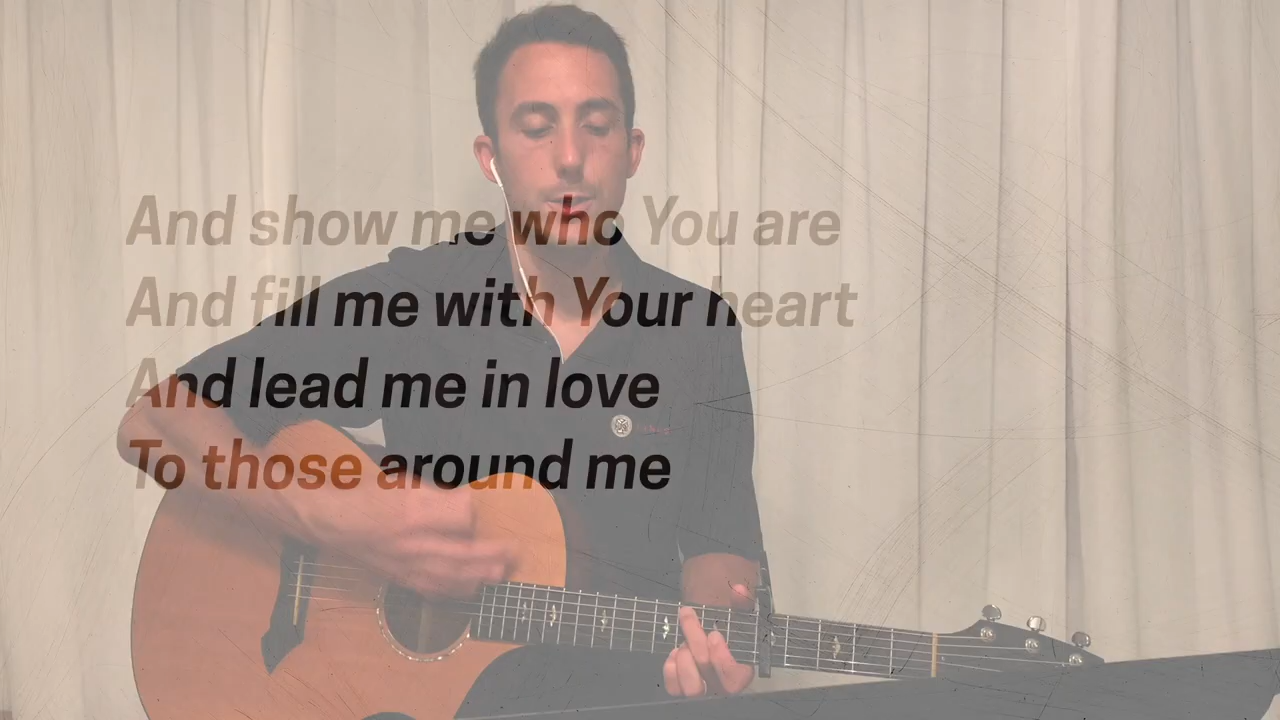 And show me who You are
And fill me with Your heart
And lead me in love
To those around me